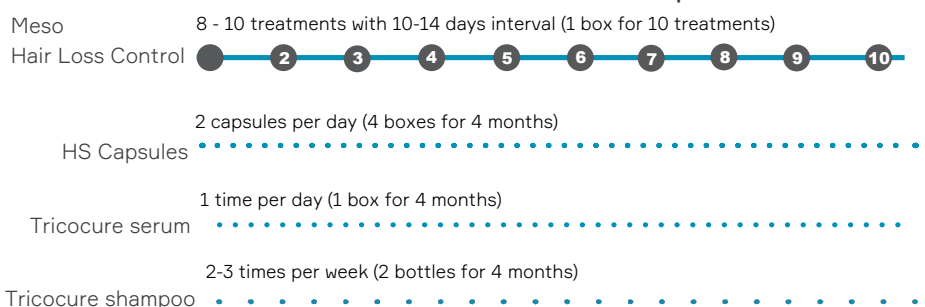 Meso
Hair Loss Control
8 - 10 treatments with 10-14 days interval (1 box for 10 treatments)
2 3 4 5 6 7 8 9 10
2 capsules per day (4 boxes for 4 months)
HS Capsules
1 time per day (1 box for 4 months)
Tricocure serum
2-3 times per week (2 bottles for 4 months)
Tricocure shampoo